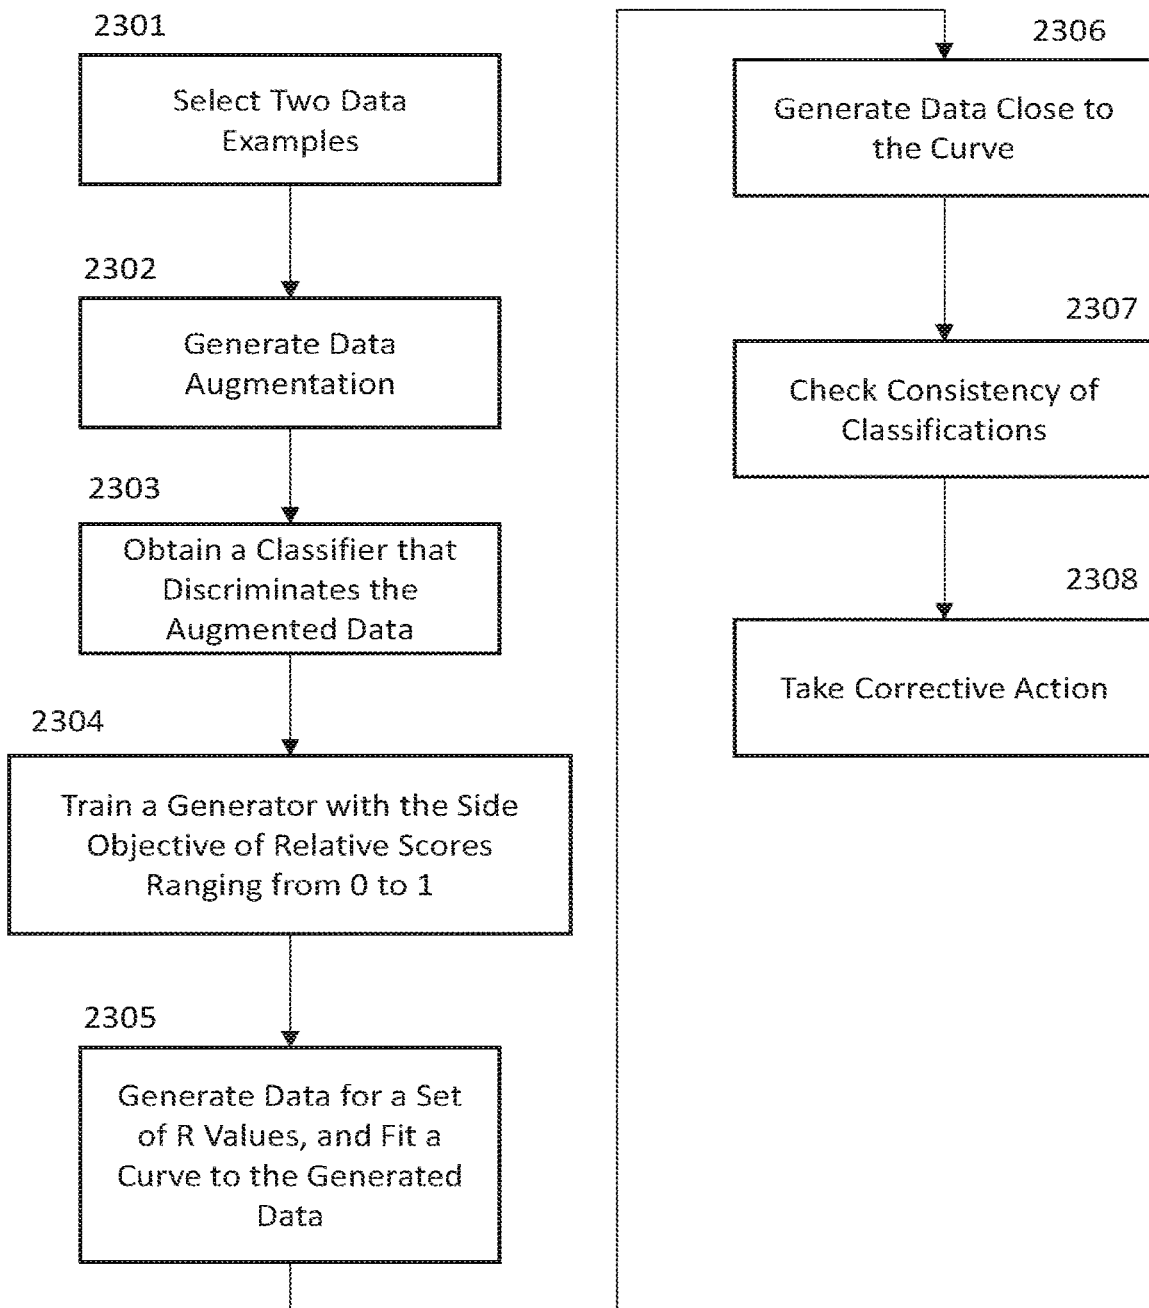 2301
Select Two Data
Examples
2302
Generate Data
Augmentation
2303
Obtain a Classifier that
Discriminates the
Augmented Data
2304
Train a Generator with the Side
Objective of Relative Scores
Ranging from 0 to 1
2305
Generate Data for a Set
of R Values, and Fit a
Curve to the Generated
Data
2306
Generate Data Close to
the Curve
2307
Check Consistency of
Classifications
2308
Take Corrective Action